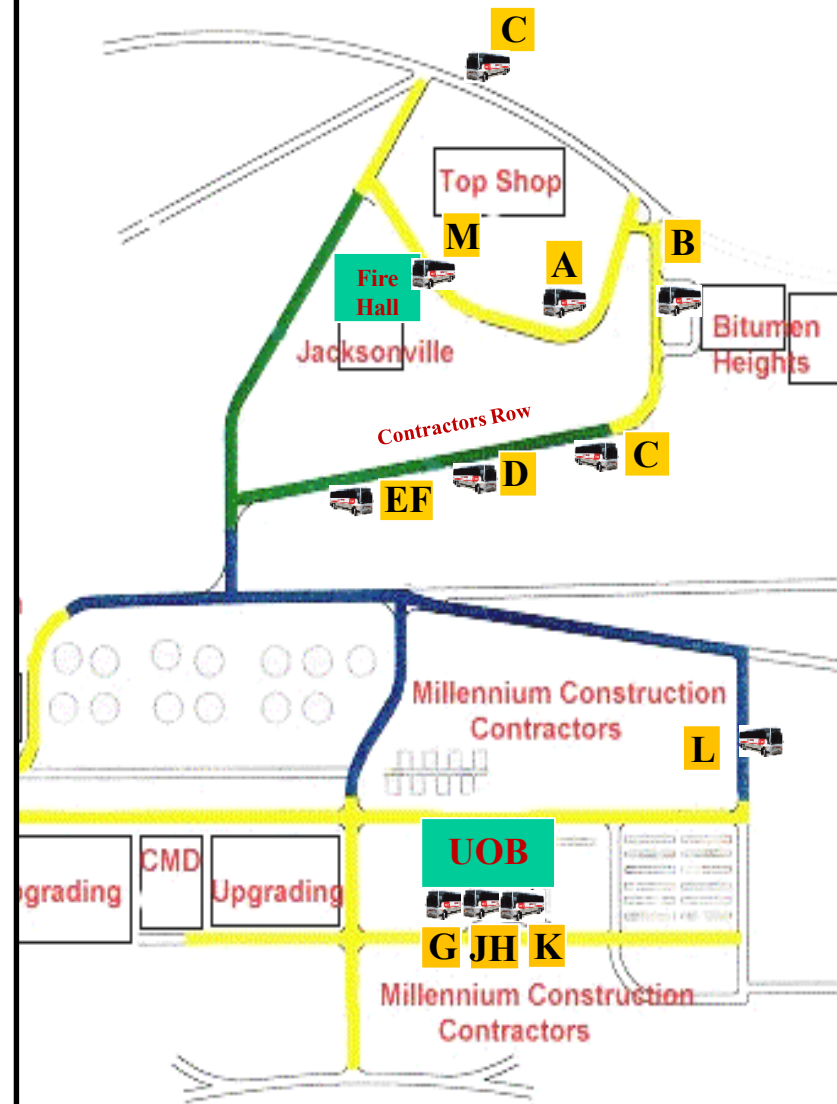 C
Top Shop
M
B
A
Fire
Hall
Bitumen
Heights
Jacksonville
Contractors Row
C
D
EF
Millennium Construction
Contractors
L
UOB
CMD
pgrading
Upgrading
G
JH
K
Millennium Construction
Contractors